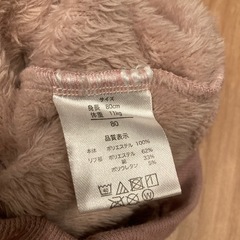 サイズ
身長 80cm
体重 11kg
80
品質表示
本体 ポリエステル 100%
リブ部 ポリエステル 62%
綿 33%
ポリウレタン 5%